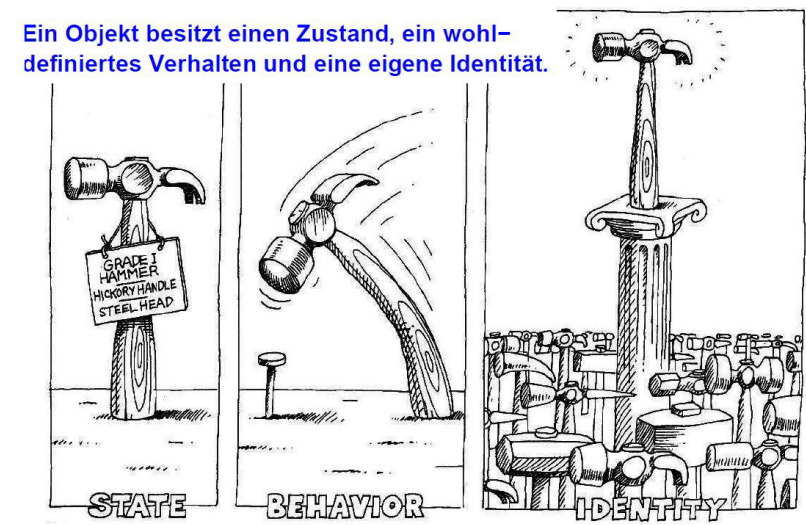 Ein Objekt besitzt einen Zustand, ein wohl–
definiertes Verhalten und eine eigene Identität.
GRADE I
HAMMER
HICKORY HANDLE
STEEL HEAD
STATE
BEHAVIOR
IDENTITY